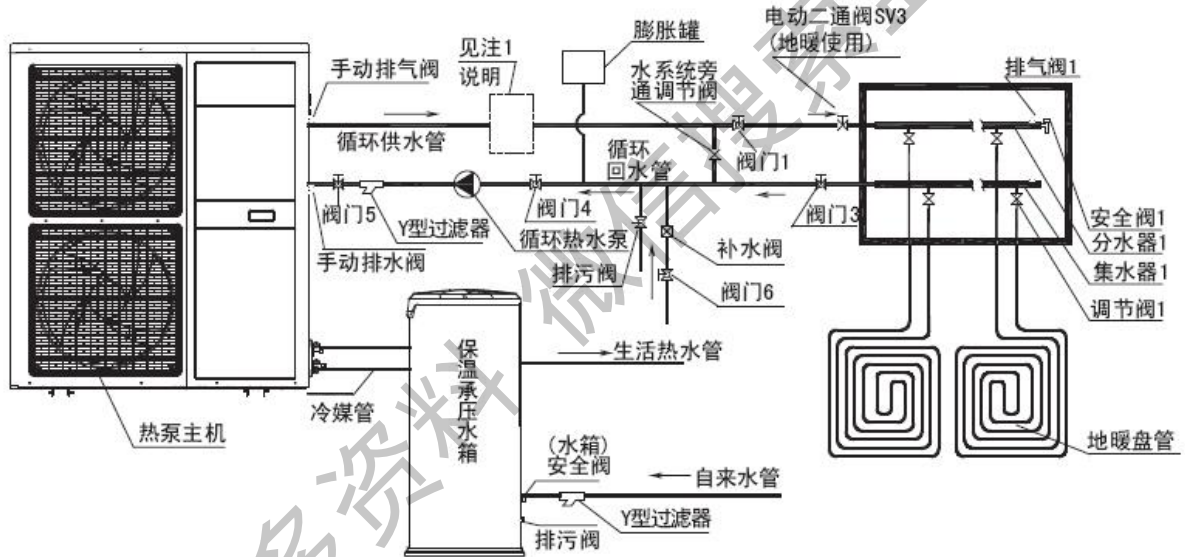 电动二通阀SV3
(地暖使用)
膨胀罐
见注1
说明
水系统旁
通调节阀
手动排气阀
排气阀1
循环供水管
循环
回水管
阀门1
阀门5
Y型过滤器
阀门4
阀门3
循环热水泵
手动排水阀
排污阀
补水阀
阀门6
安全阀1
分水器1
集水器1
调节阀1
生活热水管
保温承压水箱
冷媒管
热泵主机
(水箱)
安全阀
自来水管
地暖盘管
Y型过滤器
排污阀
多资料 微信搜索